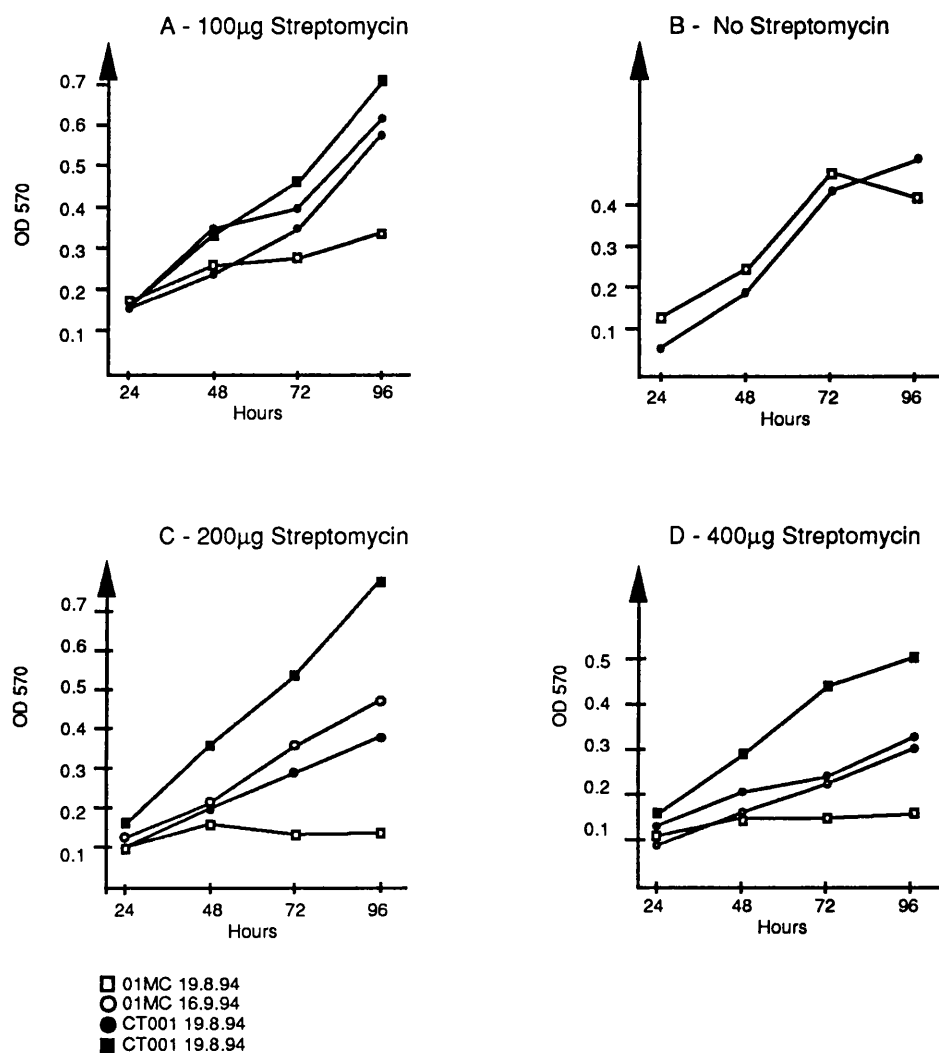 A - 100µg Streptomycin
0.7
0.6
0.5
0.4
0.3
0.2
0.1
OD 570
24 48 72 96
Hours
B - No Streptomycin
0.4
0.3
0.2
0.1
24 48 72 96
Hours
C - 200µg Streptomycin
0.7
0.6
0.5
0.4
0.3
0.2
0.1
OD 570
24 48 72 96
Hours
D - 400µg Streptomycin
0.5
0.4
0.3
0.2
0.1
OD 570
24 48 72 96
Hours
01MC 19.8.94
01MC 16.9.94
CT001 19.8.94
CT001 19.8.94